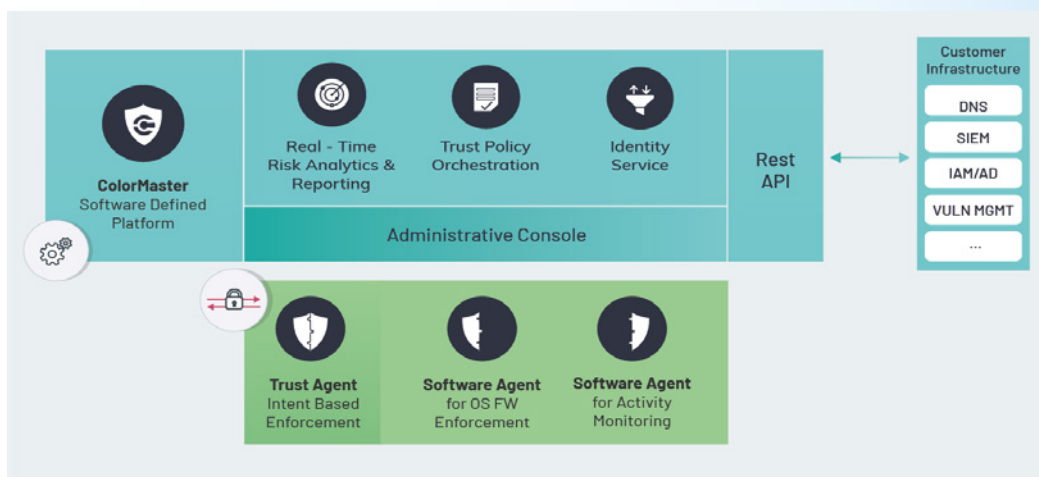 ColorMaster
Software Defined
Platform
Real - Time
Risk Analytics &
Reporting
Trust Policy
Orchestration
Identity
Service
Administrative Console
Rest
API
Customer
Infrastructure
DNS
SIEM
IAM/AD
VULN MGMT
...
Trust Agent
Intent Based
Enforcement
Software Agent
for OS FW
Enforcement
Software Agent
for Activity
Monitoring